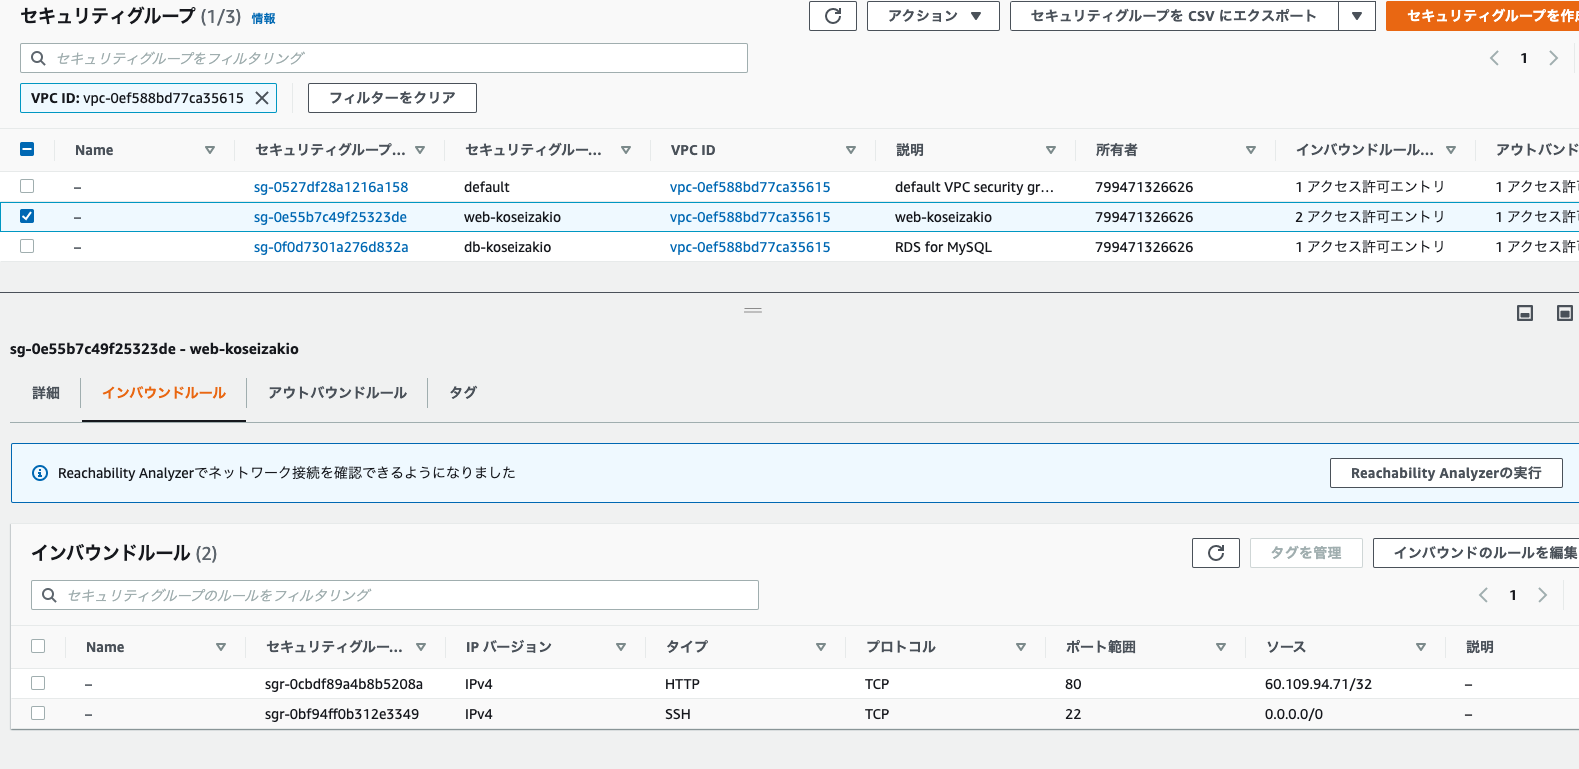 セキュリティグループ (1/3) 情報
アクション
セキュリティグループを CSV にエクスポート
セキュリティグループを作成
セキュリティグループをフィルタリング
1
VPC ID: vpc-0ef588bd77ca35615
フィルターをクリア
Name セキュリティグループ... セキュリティグルー... VPC ID 説明 所有者 インバウンドルール... アウトバンド
– sg-0527df28a1216a158 default vpc-0ef588bd77ca35615 default VPC security gr... 799471326626 1 アクセス許可エントリ 1 アクセス許可
– sg-0e55b7c49f25323de web-koseizakio vpc-0ef588bd77ca35615 web-koseizakio 799471326626 2 アクセス許可エントリ 1 アクセス許可
– sg-0f0d7301a276d832a db-koseizakio vpc-0ef588bd77ca35615 RDS for MySQL 799471326626 1 アクセス許可エントリ 1 アクセス許
sg-0e55b7c49f25323de - web-koseizakio
詳細 インバウンドルール アウトバウンドルール タグ
Reachability Analyzerでネットワーク接続を確認できるようになりました
Reachability Analyzerの実行
インバウンドルール (2)
タグを管理
インバウンドのルールを編集
セキュリティグループのルールをフィルタリング
1
Name セキュリティグルー... IP バージョン タイプ プロトコル ポート範囲 ソース 説明
– sgr-0cbdf89a4b8b5208a IPv4 HTTP TCP 80 60.109.94.71/32 –
– sgr-0bf94ff0b312e3349 IPv4 SSH TCP 22 0.0.0.0/0 –